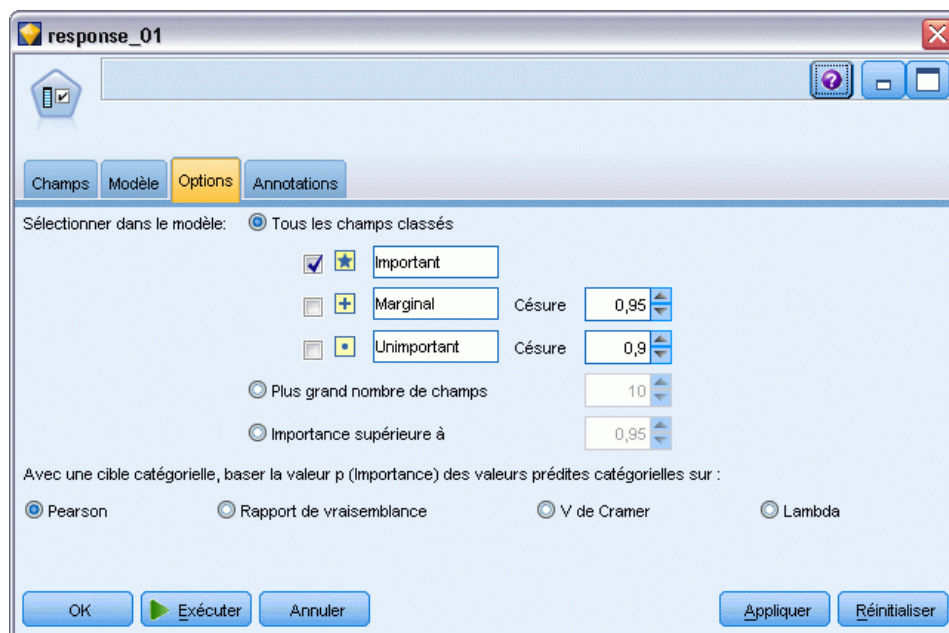 response_01
Champs Modèle Options Annotations
Sélectionner dans le modèle: Tous les champs classés
Important
Marginal Césure 0,95
Unimportant Césure 0,9
Plus grand nombre de champs 10
Importance supérieure à 0,95
Avec une cible catégorielle, baser la valeur p (Importance) des valeurs prédites catégorielles sur :
Pearson Rapport de vraisemblance V de Cramer Lambda
OK Exécuter Annuler Appliquer Réinitialiser